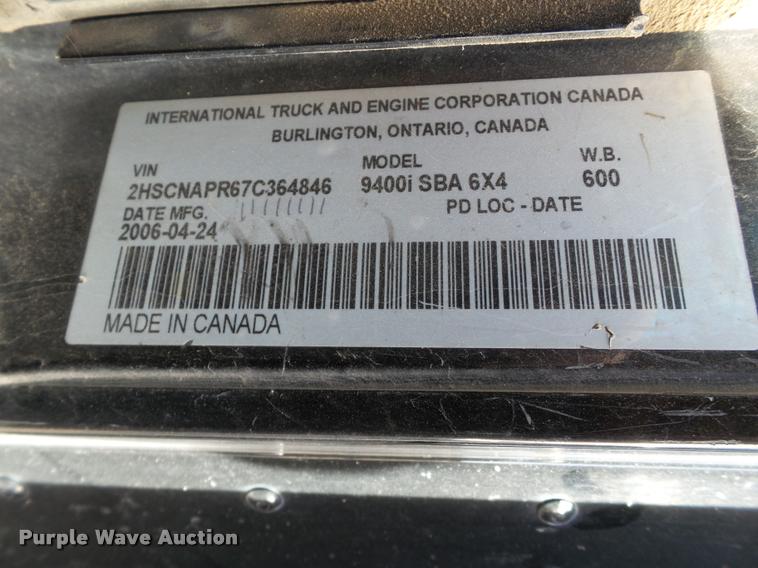 INTERNATIONAL TRUCK AND ENGINE CORPORATION CANADA
BURLINGTON, ONTARIO, CANADA
VIN MODEL W.B.
2HSCNAPR67C364846 9400i SBA 6X4 600
DATE MFG. PD LOC - DATE
2006-04-24
MADE IN CANADA
Purple Wave Auction